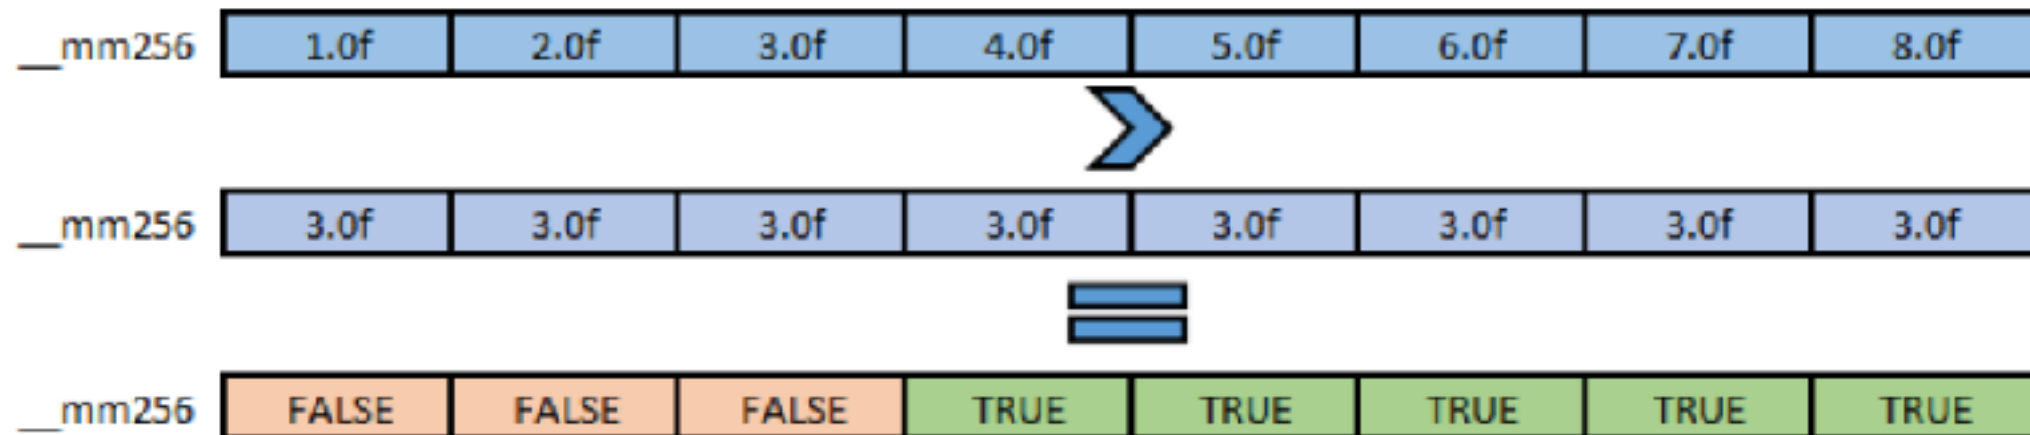 __mm256 1.0f 2.0f 3.0f 4.0f 5.0f 6.0f 7.0f 8.0f
__mm256 3.0f 3.0f 3.0f 3.0f 3.0f 3.0f 3.0f 3.0f
__mm256 FALSE FALSE FALSE TRUE TRUE TRUE TRUE TRUE